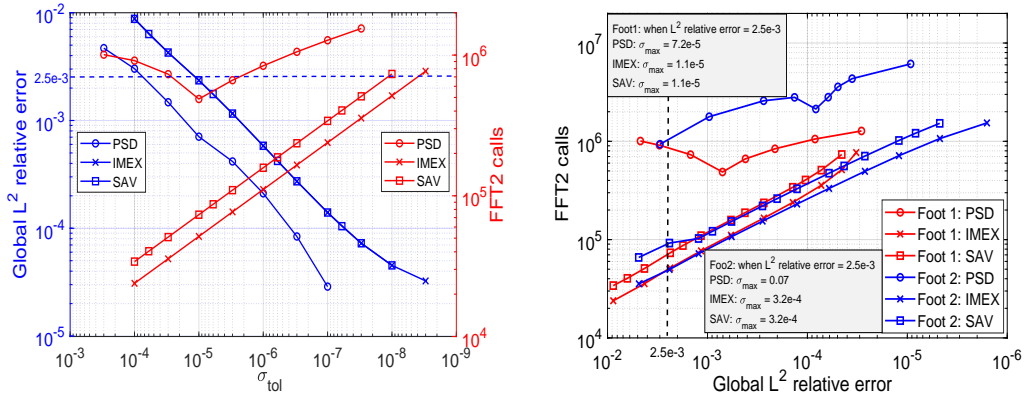 10^-2
2.5e-3
10^-3
10^-4
10^-5
Global L^2 relative error
PSD
IMEX
SAV
PSD
IMEX
SAV
10^6
10^5
10^4
FFT2 calls
10^-3
10^-4
10^-5
10^-6
10^-7
10^-8
10^-9
σ_tol
10^7
10^6
10^5
10^4
FFT2 calls
Foot1: when L^2 relative error = 2.5e-3
PSD: σ_max = 7.2e-5
IMEX: σ_max = 1.1e-5
SAV: σ_max = 1.1e-5
Foo2: when L^2 relative error = 2.5e-3
PSD: σ_max = 0.07
IMEX: σ_max = 3.2e-4
SAV: σ_max = 3.2e-4
Foot 1: PSD
Foot 1: IMEX
Foot 1: SAV
Foot 2: PSD
Foot 2: IMEX
Foot 2: SAV
10^-2
2.5e-3
10^-3
10^-4
10^-5
10^-6
Global L^2 relative error